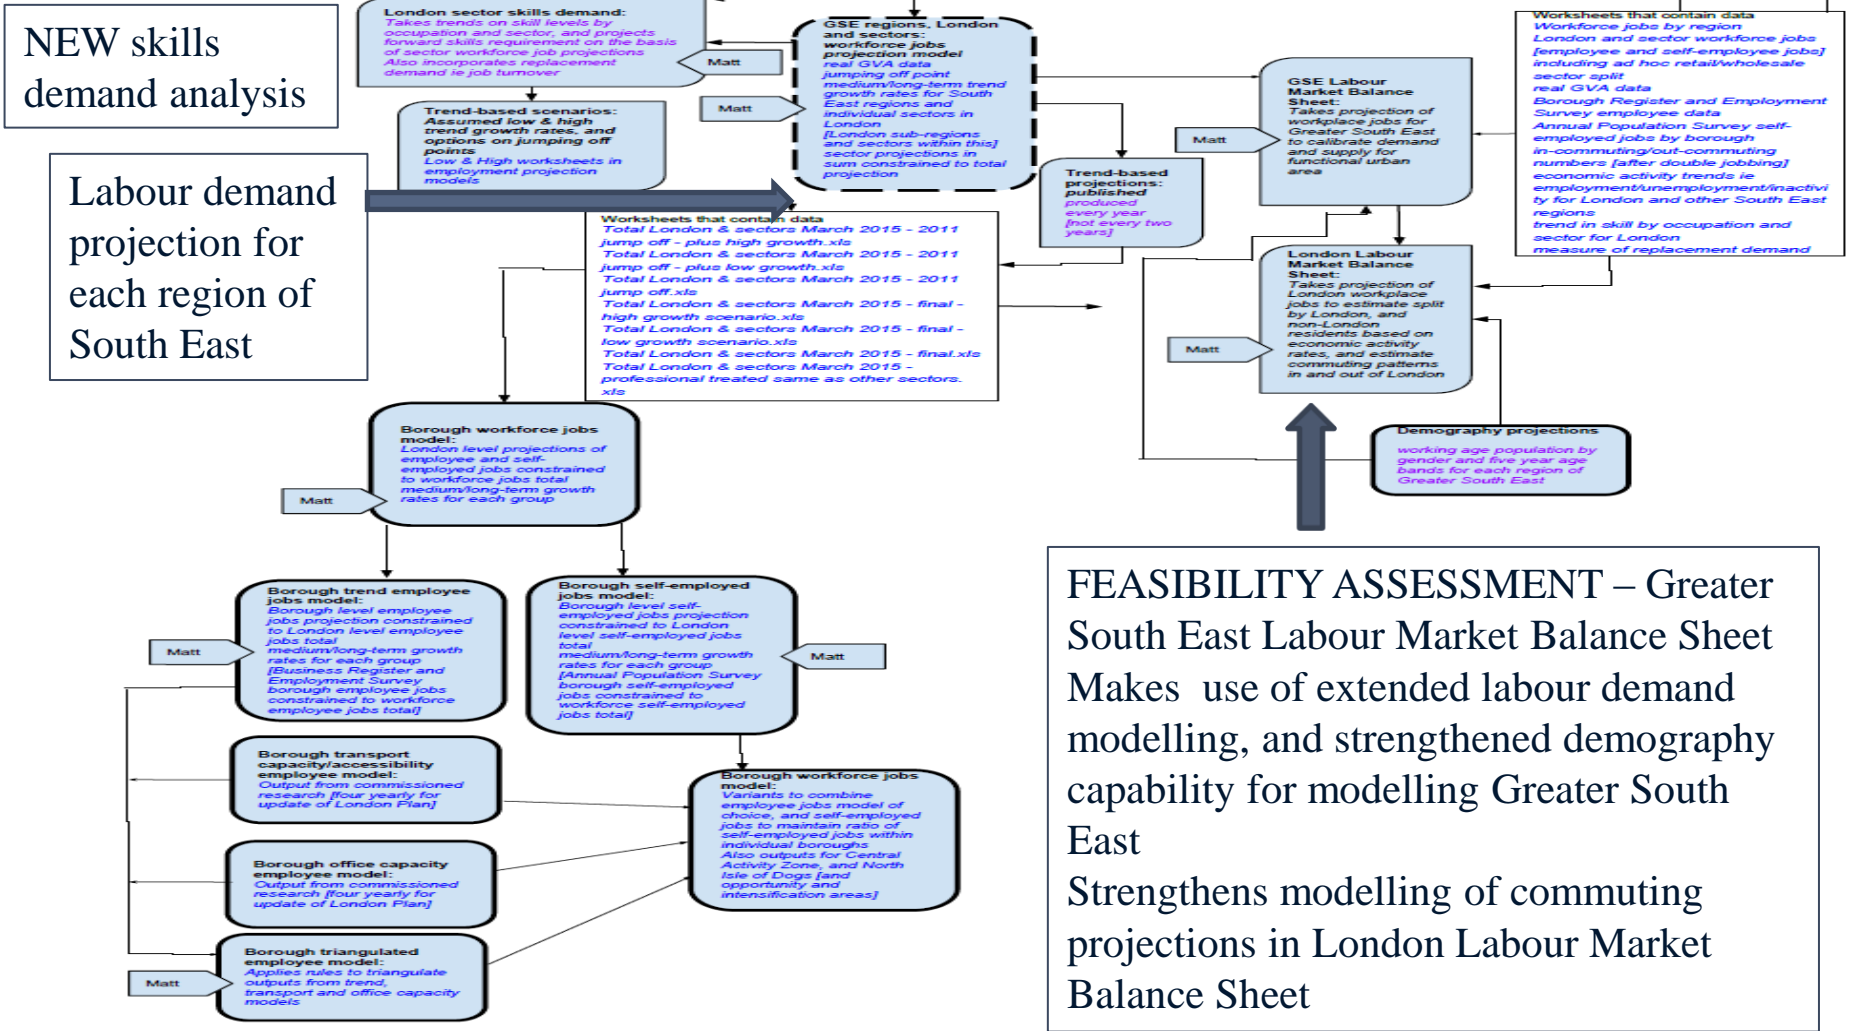 NEW skills
demand analysis
London sector skills demand:
Takes trends on skill levels by
occupation and sector, and projects
forward skills requirement on the basis
of sector workforce job projections
Also incorporates replacement
demand ie job turnover
Matt
GSE regions, London
and sectors:
workforce jobs
projection model
real GVA data
jumping off point
medium/long-term trend
growth rates for South
East regions and
individual sectors in
London
[London sub-regions
and sectors within this]
sector projections in
sum constrained to total
projection
Matt
Trend-based scenarios:
Assumed low & high
trend growth rates, and
options on jumping off
points
Low & High worksheets in
employment projection
models
Labour demand
projection for
each region of
South East
Trend-based
projections:
published
produced
every year
[not every two
years]
GSE Labour
Market Balance
Sheet:
Takes projection of
workplace jobs for
Greater South East
to calibrate demand
and supply for
functional urban
area
Matt
Worksheets that contain data
Workforce jobs by region
London and sector workforce jobs
[employee and self-employee jobs]
including ad hoc retail/wholesale
sector split
real GVA data
Borough Register and Employment
Survey employee data
Annual Population Survey self-
employed jobs by borough
in-commuting/out-commuting
numbers [after double jobbing]
economic activity trends ie
employment/unemployment/inactivi
ty for London and other South East
regions
trend in skill by occupation and
sector for London
measure of replacement demand
Worksheets that contain data
Total London & sectors March 2015 - 2011
jump off - plus high growth.xls
Total London & sectors March 2015 - 2011
jump off - plus low growth.xls
Total London & sectors March 2015 - 2011
jump off.xls
Total London & sectors March 2015 - final -
high growth scenario.xls
Total London & sectors March 2015 - final -
low growth scenario.xls
Total London & sectors March 2015 - final.xls
Total London & sectors March 2015 -
professional treated same as other sectors.
xls
London Labour
Market Balance
Sheet:
Takes projection of
London workplace
jobs to estimate split
by London, and
non-London
residents based on
economic activity
rates, and estimate
commuting patterns
in and out of London
Matt
Demography projections
working age population by
gender and five year age
bands for each region of
Greater South East
Borough workforce jobs
model:
London level projections of
employee and self-
employed jobs constrained
to workforce jobs total
medium/long-term growth
rates for each group
Matt
Borough trend employee
jobs model:
Borough level employee
jobs projection constrained
to London level employee
jobs total
medium/long-term growth
rates for each group
[Business Register and
Employment Survey
borough employee jobs
constrained to workforce
employee jobs total]
Matt
Borough self-employed
jobs model:
Borough level self-
employed jobs projection
constrained to London
level self-employed jobs
total
medium/long-term growth
rates for each group
[Annual Population Survey
borough self-employed
jobs constrained to
workforce self-employed
jobs total]
Matt
Borough transport
capacity/accessibility
employee model:
Output from commissioned
research [four yearly for
update of London Plan]
Borough office capacity
employee model:
Output from commissioned
research [four yearly for
update of London Plan]
Borough triangulated
employee model:
Applies rules to triangulate
outputs from trend,
transport and office capacity
models
Matt
Borough workforce jobs
model:
Variants to combine
employee jobs model of
choice, and self-employed
jobs to maintain ratio of
self-employed jobs within
individual boroughs
Also outputs for Central
Activity Zone, and North
Isle of Dogs [and
opportunity and
intensification areas]
FEASIBILITY ASSESSMENT – Greater
South East Labour Market Balance Sheet
Makes use of extended labour demand
modelling, and strengthened demography
capability for modelling Greater South
East
Strengthens modelling of commuting
projections in London Labour Market
Balance Sheet